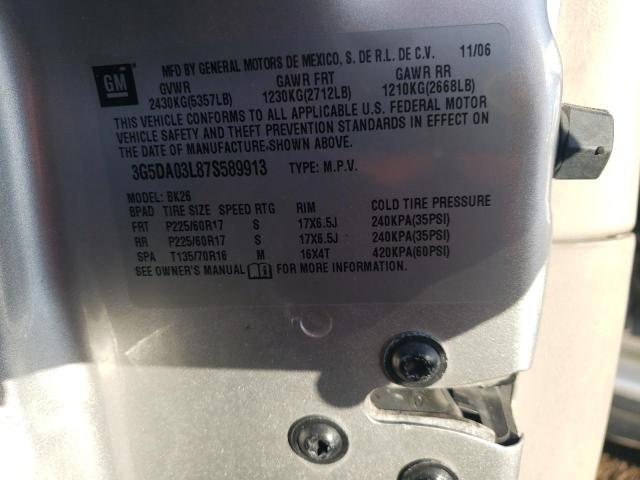 GM
MFD BY GENERAL MOTORS DE MEXICO, S. DE R.L. DE C.V. 11/06
GVWR GAWR FRT GAWR RR
2430KG(5357LB) 1230KG(2712LB) 1210KG(2668LB)
THIS VEHICLE CONFORMS TO ALL APPLICABLE U.S. FEDERAL MOTOR
VEHICLE SAFETY AND THEFT PREVENTION STANDARDS IN EFFECT ON
THE DATE OF MANUFACTURE SHOWN ABOVE.
3G5DA03L87S589913 TYPE: M.P.V.
MODEL: BK26
BPAD TIRE SIZE SPEED RTG RIM COLD TIRE PRESSURE
FRT P225/60R17 S 17X6.5J 240KPA(35PSI)
RR P225/60R17 S 17X6.5J 240KPA(35PSI)
SPA T135/70R16 M 16X4T 420KPA(60PSI)
SEE OWNER'S MANUAL FOR MORE INFORMATION.